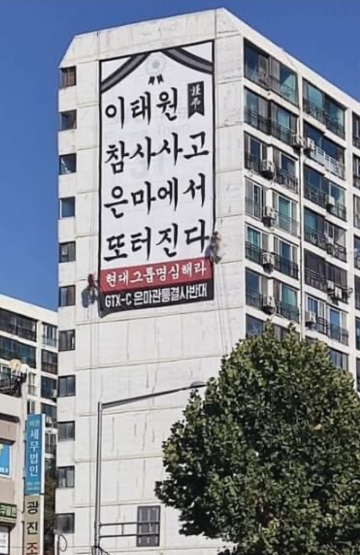 謹弔
이태원
참사사고
은마에서
또터진다
현대그룹명심해라
GTX-C 은마관통결사반대
세무법인
광진조